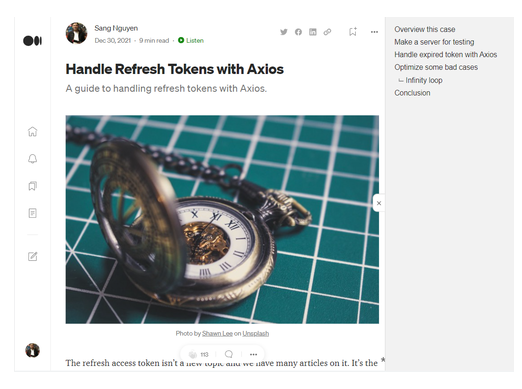 Sang Nguyen
Dec 30, 2021 · 9 min read · Listen
Handle Refresh Tokens with Axios
A guide to handling refresh tokens with Axios.
Photo by Shawn Lee on Unsplash
113
The refresh access token isn't a new topic and we have many articles on it. It's the
Overview this case
Make a server for testing
Handle expired token with Axios
Optimize some bad cases
Infinity loop
Conclusion